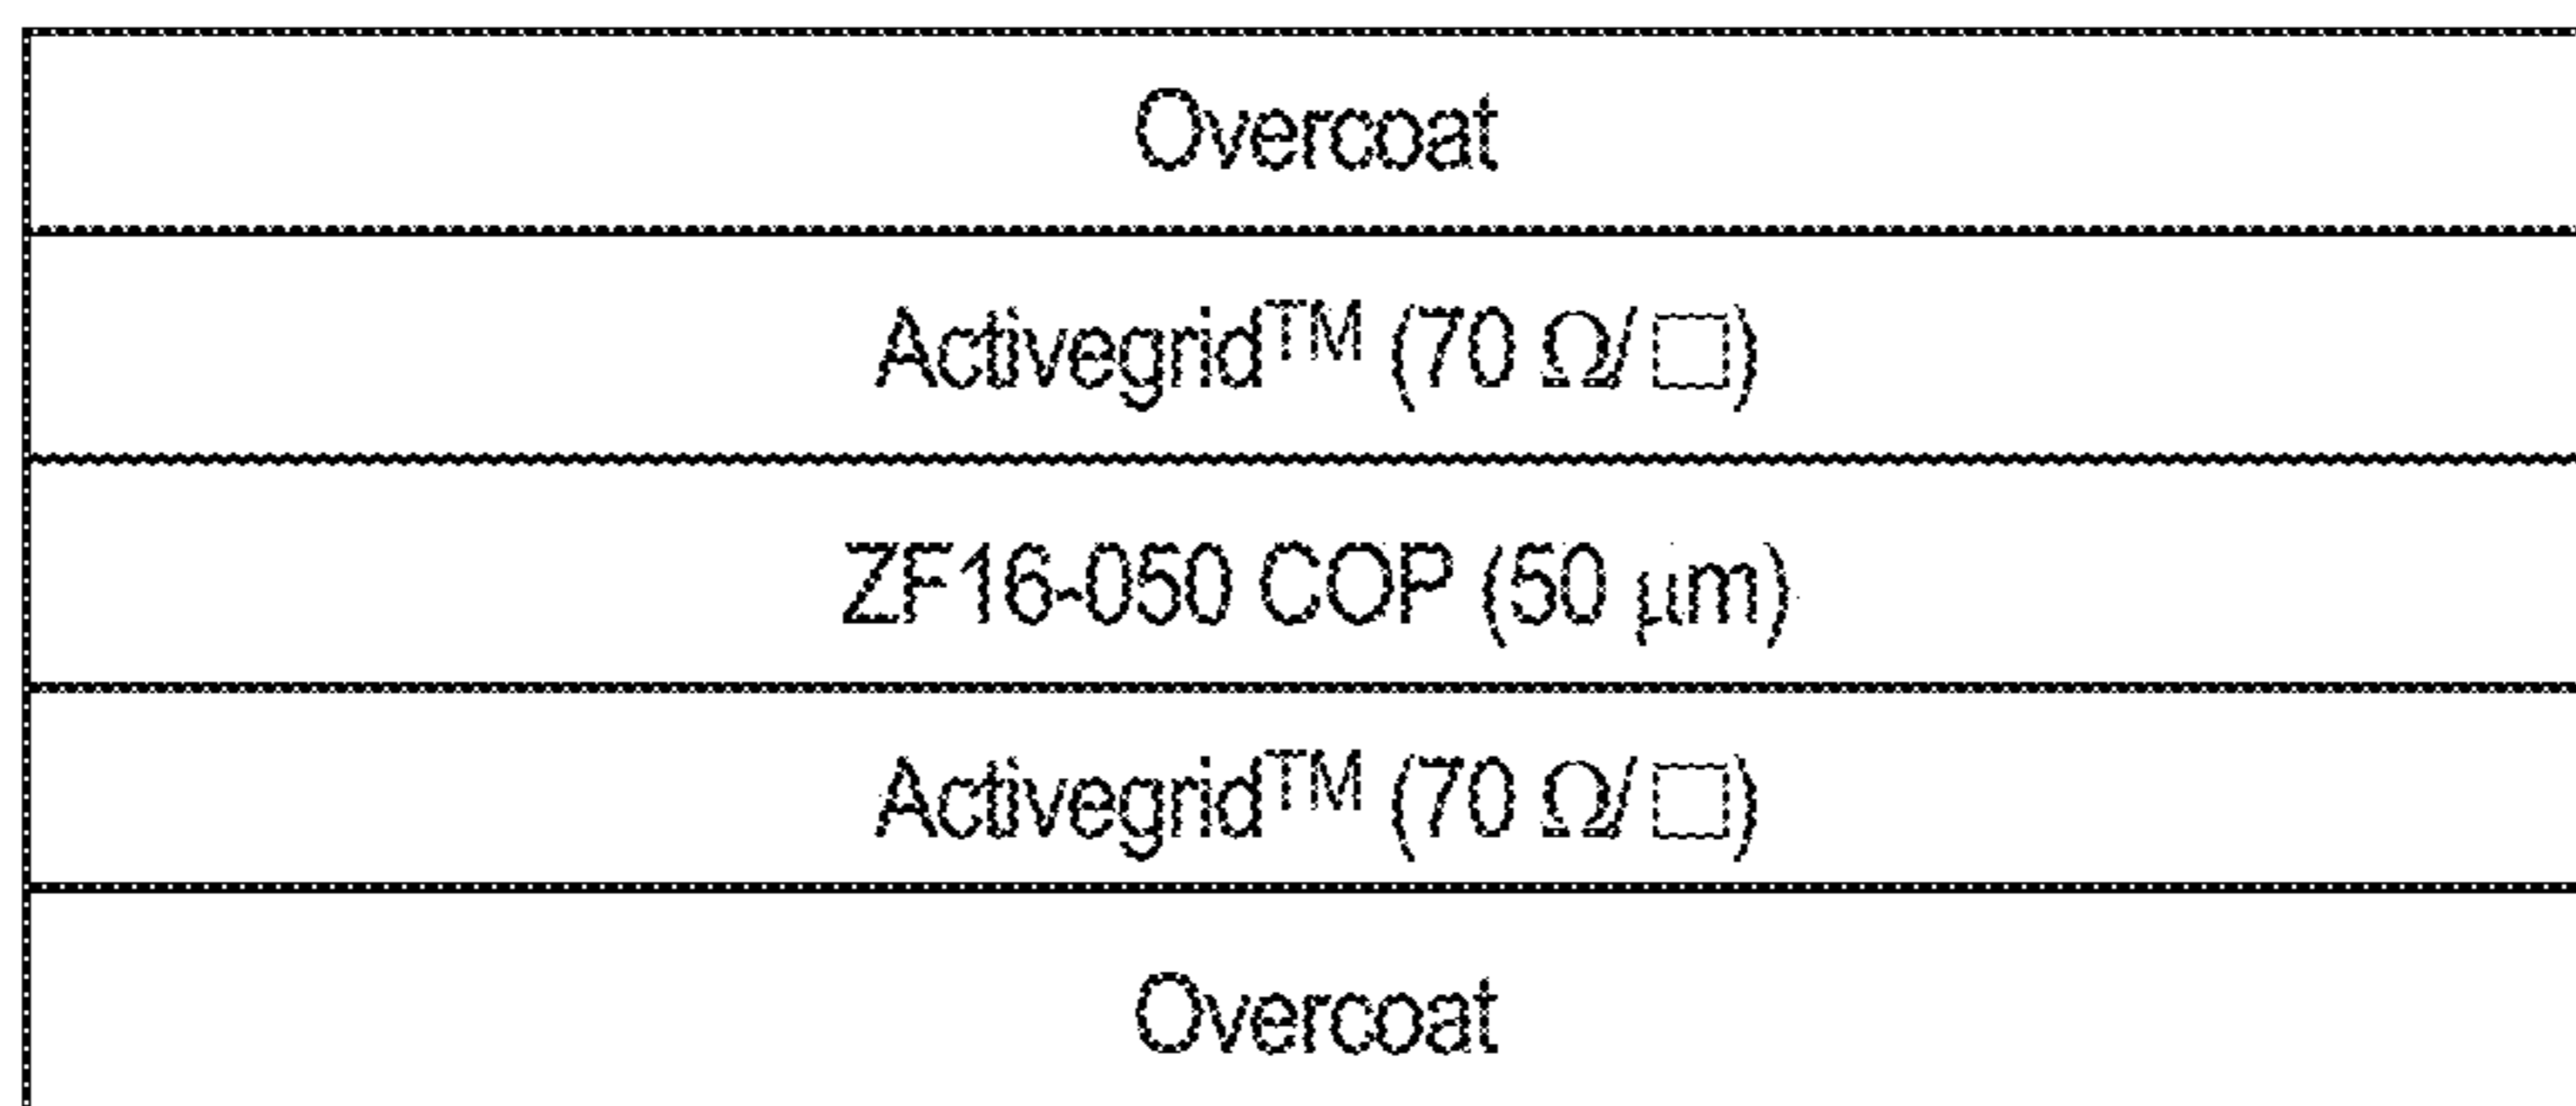 Overcoat
Activegrid™ (70 Ω/□)
ZF16-050 COP (50 μm)
Activegrid™ (70 Ω/□)
Overcoat